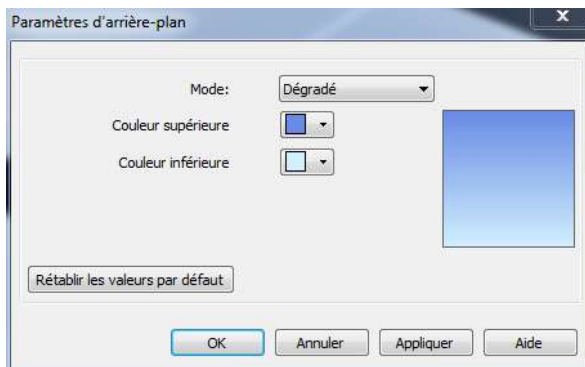 Paramètres d'arrière-plan
Mode:
Dégradé
Couleur supérieure
Couleur inférieure
Rétablir les valeurs par défaut
OK
Annuler
Appliquer
Aide